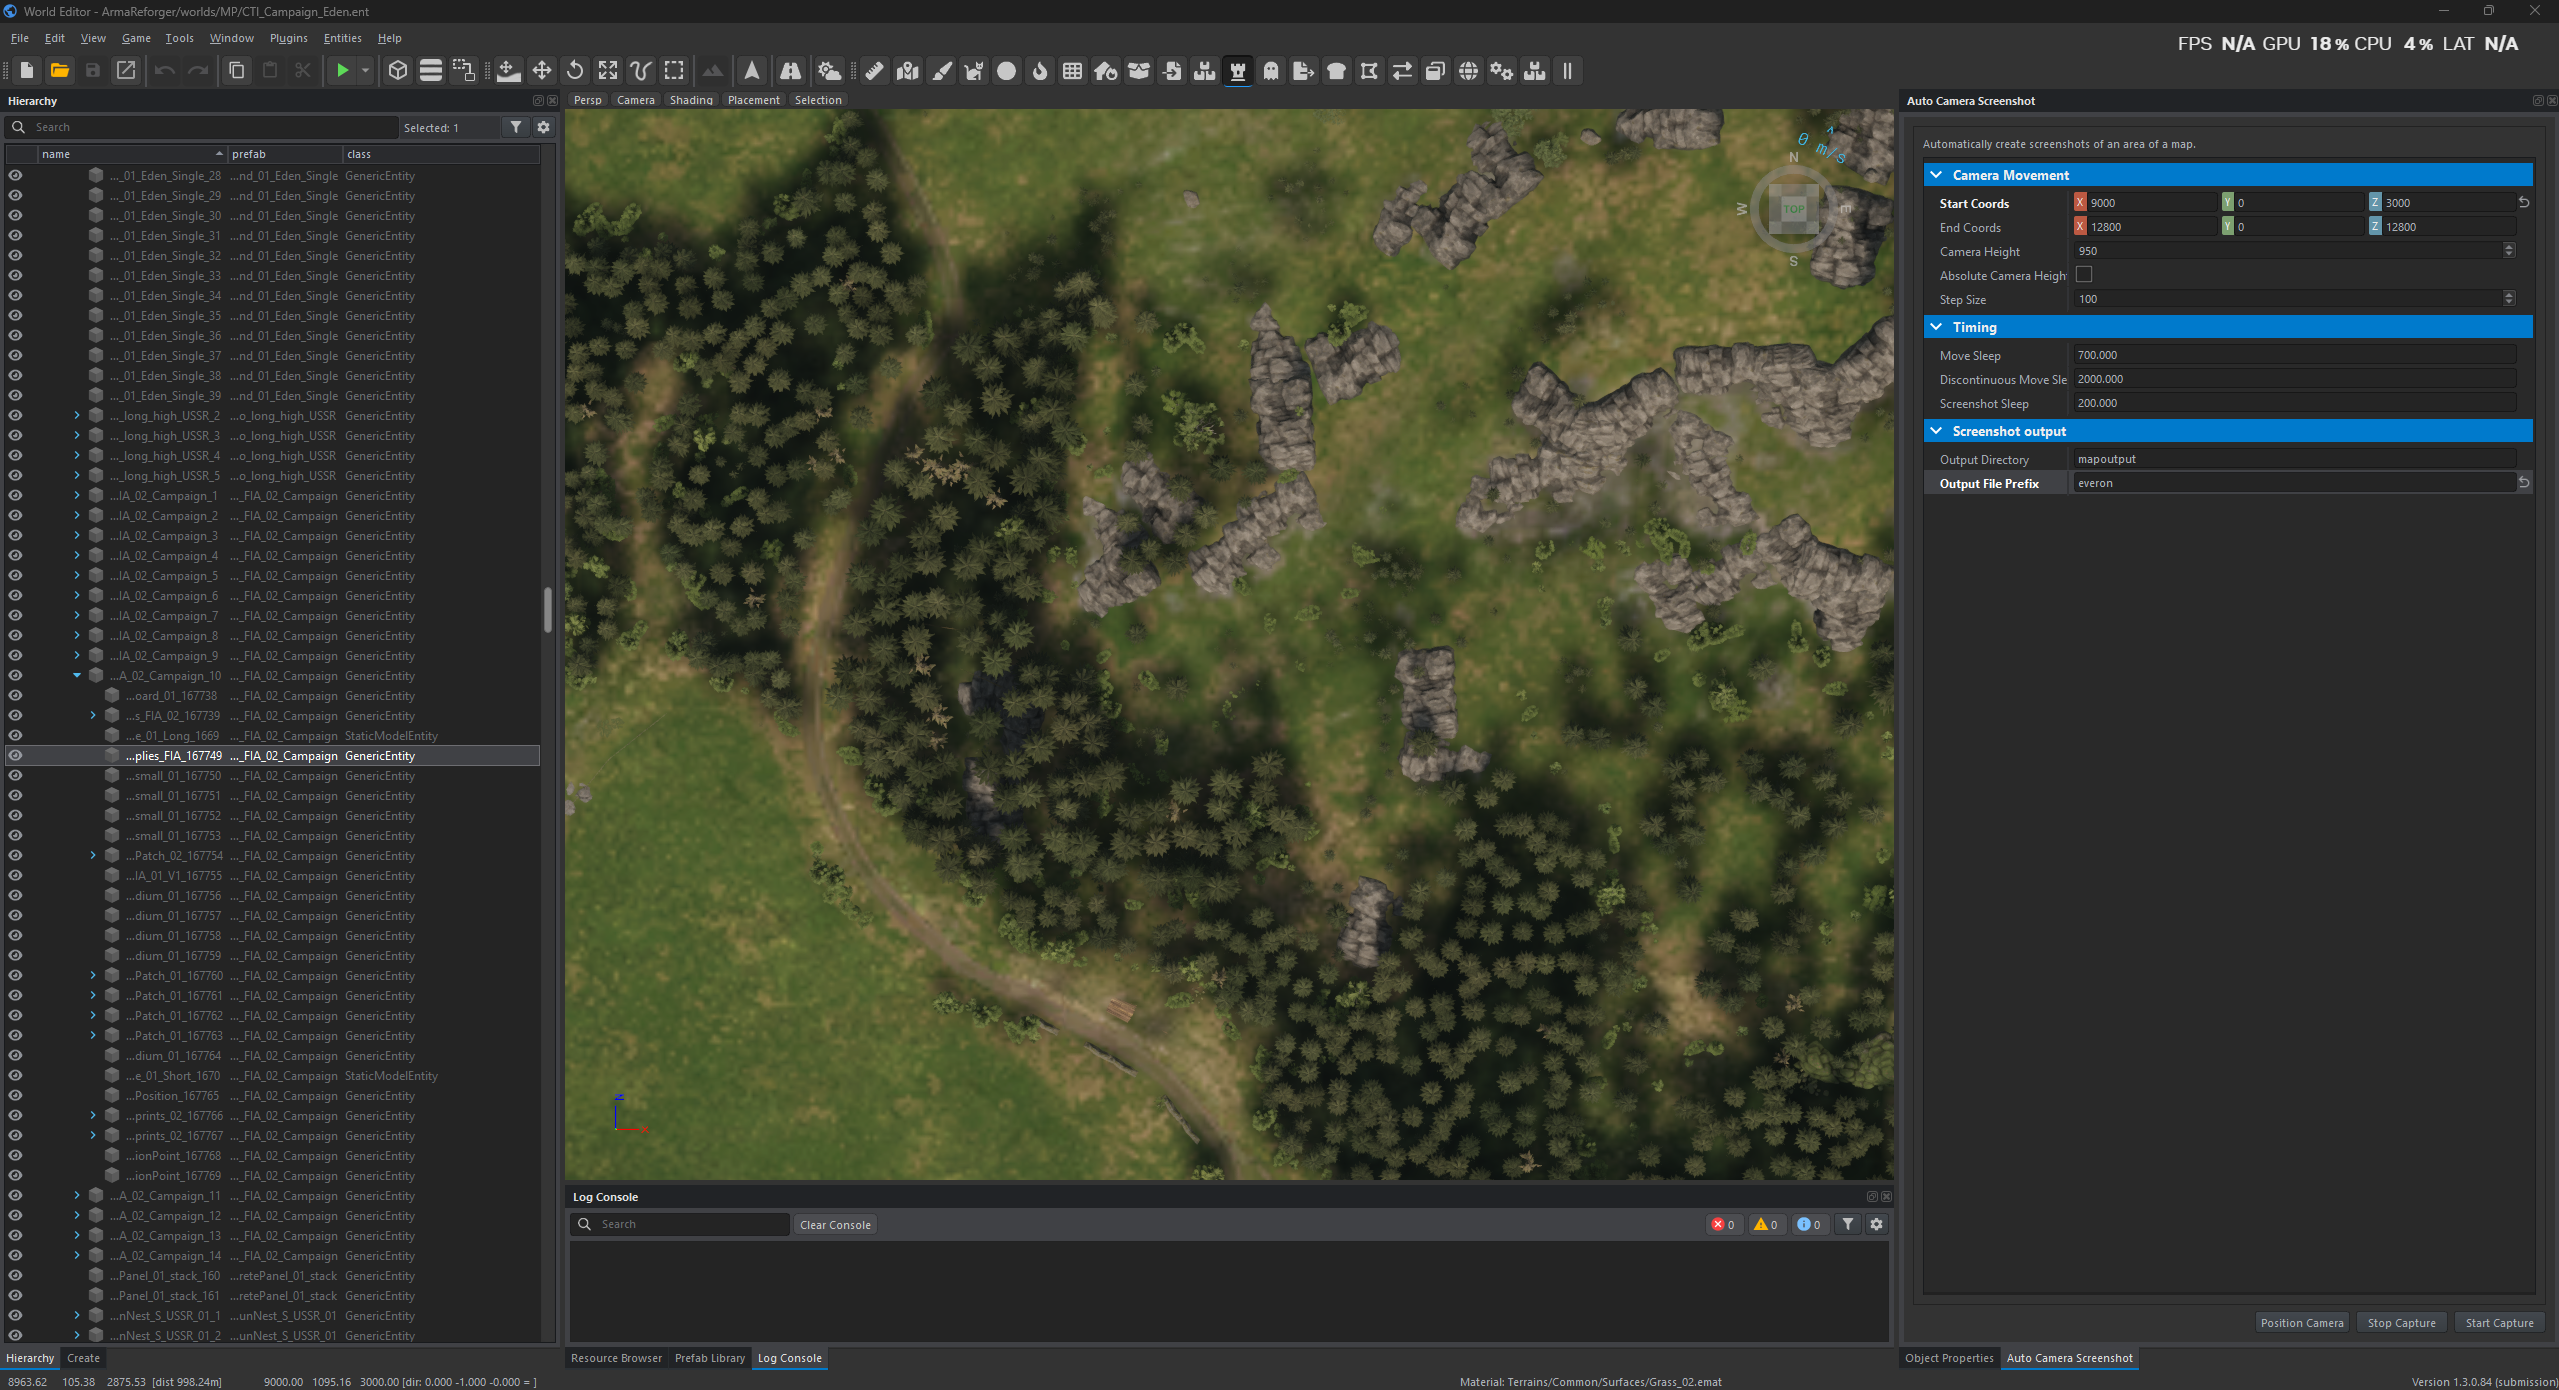 World Editor - ArmaReforger/worlds/MP/CTI_Campaign_Eden.ent
File Edit View Game Tools Window Plugins Entities Help
FPS N/A GPU 18 % CPU 4 % LAT N/A
Hierarchy
Search
Selected: 1
name prefab class
..._01_Eden_Single_28 ...nd_01_Eden_Single GenericEntity
..._01_Eden_Single_29 ...nd_01_Eden_Single GenericEntity
..._01_Eden_Single_30 ...nd_01_Eden_Single GenericEntity
..._01_Eden_Single_31 ...nd_01_Eden_Single GenericEntity
..._01_Eden_Single_32 ...nd_01_Eden_Single GenericEntity
..._01_Eden_Single_33 ...nd_01_Eden_Single GenericEntity
..._01_Eden_Single_34 ...nd_01_Eden_Single GenericEntity
..._01_Eden_Single_35 ...nd_01_Eden_Single GenericEntity
..._01_Eden_Single_36 ...nd_01_Eden_Single GenericEntity
..._01_Eden_Single_37 ...nd_01_Eden_Single GenericEntity
..._01_Eden_Single_38 ...nd_01_Eden_Single GenericEntity
..._01_Eden_Single_39 ...nd_01_Eden_Single GenericEntity
..._long_high_USSR_2 ...o_long_high_USSR GenericEntity
..._long_high_USSR_3 ...o_long_high_USSR GenericEntity
..._long_high_USSR_4 ...o_long_high_USSR GenericEntity
..._long_high_USSR_5 ...o_long_high_USSR GenericEntity
...IA_02_Campaign_1 ..._FIA_02_Campaign GenericEntity
...IA_02_Campaign_2 ..._FIA_02_Campaign GenericEntity
...IA_02_Campaign_3 ..._FIA_02_Campaign GenericEntity
...IA_02_Campaign_4 ..._FIA_02_Campaign GenericEntity
...IA_02_Campaign_5 ..._FIA_02_Campaign GenericEntity
...IA_02_Campaign_6 ..._FIA_02_Campaign GenericEntity
...IA_02_Campaign_7 ..._FIA_02_Campaign GenericEntity
...IA_02_Campaign_8 ..._FIA_02_Campaign GenericEntity
...IA_02_Campaign_9 ..._FIA_02_Campaign GenericEntity
...A_02_Campaign_10 ..._FIA_02_Campaign GenericEntity
...oard_01_167738 ..._FIA_02_Campaign GenericEntity
...s_FIA_02_167739 ..._FIA_02_Campaign GenericEntity
...e_01_Long_1669 ..._FIA_02_Campaign StaticModelEntity
...plies_FIA_167749 ..._FIA_02_Campaign GenericEntity
...small_01_167750 ..._FIA_02_Campaign GenericEntity
...small_01_167751 ..._FIA_02_Campaign GenericEntity
...small_01_167752 ..._FIA_02_Campaign GenericEntity
...small_01_167753 ..._FIA_02_Campaign GenericEntity
...Patch_02_167754 ..._FIA_02_Campaign GenericEntity
...IA_01_V1_167755 ..._FIA_02_Campaign GenericEntity
...dium_01_167756 ..._FIA_02_Campaign GenericEntity
...dium_01_167757 ..._FIA_02_Campaign GenericEntity
...dium_01_167758 ..._FIA_02_Campaign GenericEntity
...dium_01_167759 ..._FIA_02_Campaign GenericEntity
...Patch_01_167760 ..._FIA_02_Campaign GenericEntity
...Patch_01_167761 ..._FIA_02_Campaign GenericEntity
...Patch_01_167762 ..._FIA_02_Campaign GenericEntity
...Patch_01_167763 ..._FIA_02_Campaign GenericEntity
...dium_01_167764 ..._FIA_02_Campaign GenericEntity
...e_01_Short_1670 ..._FIA_02_Campaign StaticModelEntity
...Position_167765 ..._FIA_02_Campaign GenericEntity
...prints_02_167766 ..._FIA_02_Campaign GenericEntity
...prints_02_167767 ..._FIA_02_Campaign GenericEntity
...ionPoint_167768 ..._FIA_02_Campaign GenericEntity
...ionPoint_167769 ..._FIA_02_Campaign GenericEntity
...A_02_Campaign_11 ..._FIA_02_Campaign GenericEntity
...A_02_Campaign_12 ..._FIA_02_Campaign GenericEntity
...A_02_Campaign_13 ..._FIA_02_Campaign GenericEntity
...A_02_Campaign_14 ..._FIA_02_Campaign GenericEntity
...Panel_01_stack_160 ...retePanel_01_stack GenericEntity
...Panel_01_stack_161 ...retePanel_01_stack GenericEntity
...nNest_S_USSR_01_1 ...unNest_S_USSR_01 GenericEntity
...nNest_S_USSR_01_2 ...unNest_S_USSR_01 GenericEntity
Hierarchy Create
Persp Camera Shading Placement Selection
0 m/s
N
W TOP E
S
z
x
Log Console
Search Clear Console 0 0 0
Resource Browser Prefab Library Log Console
Auto Camera Screenshot
Automatically create screenshots of an area of a map.
Camera Movement
Start Coords X 9000 Y 0 Z 3000
End Coords X 12800 Y 0 Z 12800
Camera Height 950
Absolute Camera Heigh
Step Size 100
Timing
Move Sleep 700.000
Discontinuous Move Sle 2000.000
Screenshot Sleep 200.000
Screenshot output
Output Directory mapoutput
Output File Prefix everon
Position Camera Stop Capture Start Capture
Object Properties Auto Camera Screenshot
8963.62 105.38 2875.53 [dist 998.24m] 9000.00 1095.16 3000.00 [dir: 0.000 -1.000 -0.000 = ] Material: Terrains/Common/Surfaces/Grass_02.emat Version 1.3.0.84 (submission)